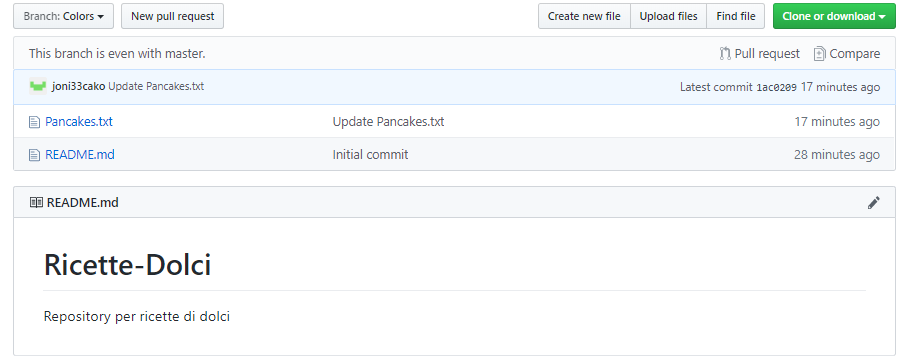 Branch: Colors New pull request Create new file Upload files Find file Clone or download
This branch is even with master. Pull request Compare
joni33cako Update Pancakes.txt Latest commit 1ac0209 17 minutes ago
Pancakes.txt Update Pancakes.txt 17 minutes ago
README.md Initial commit 28 minutes ago
README.md
Ricette-Dolci
Repository per ricette di dolci